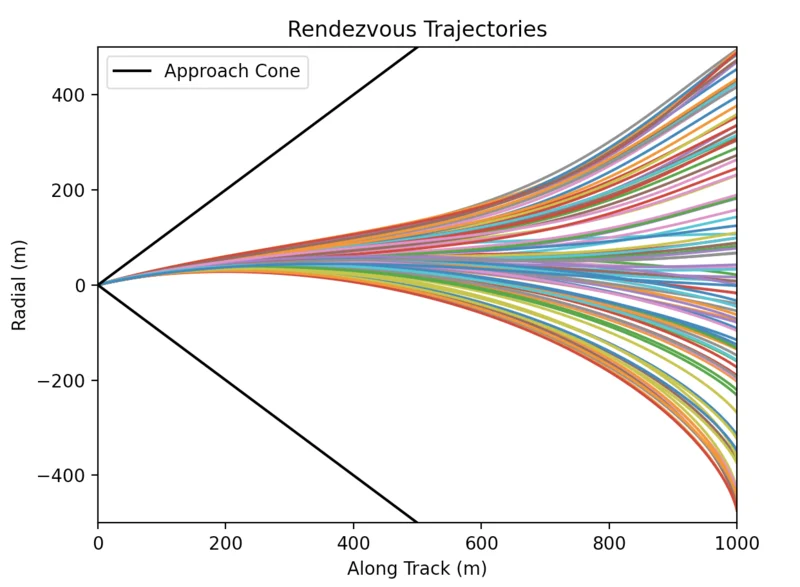 Rendezvous Trajectories
Approach Cone
Radial (m)
400
200
0
−200
−400
0 200 400 600 800 1000
Along Track (m)